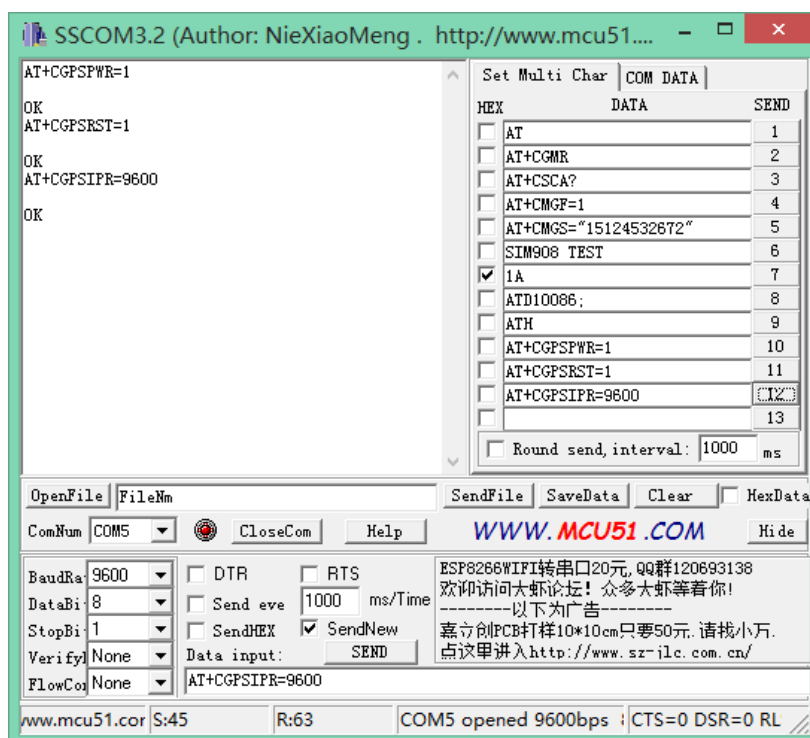 SSCOM3.2 (Author: NieXiaoMeng . http://www.mcu51....
AT+CGPSPWR=1
OK
AT+CGPSRST=1
OK
AT+CGPSIPR=9600
OK
Set Multi Char COM DATA
HEX DATA SEND
AT 1
AT+CGMR 2
AT+CSCA? 3
AT+CMGF=1 4
AT+CMGS="15124532672" 5
SIM908 TEST 6
1A 7
ATD10086; 8
ATH 9
AT+CGPSPWR=1 10
AT+CGPSRST=1 11
AT+CGPSIPR=9600 12
13
Round send, interval: 1000 ms
OpenFile FileNm SendFile SaveData Clear HexData
ComNum COM5 CloseCom Help WWW.MCU51.COM Hide
BaudRa 9600 DTR RTS
DataBi 8 Send eve 1000 ms/Time
StopBi 1 SendHEX SendNew
Verify None Data input: SEND
FlowCo None AT+CGPSIPR=9600
ESP8266WIFI转串口20元,QQ群120693138
欢迎访问大虾论坛! 众多大虾等着你!
--------以下为广告--------
嘉立创PCB打样10*10cm只要50元.请找小万.
点这里进入http://www.sz-jlc.com.cn/
www.mcu51.cor S:45 R:63 COM5 opened 9600bps CTS=0 DSR=0 RL